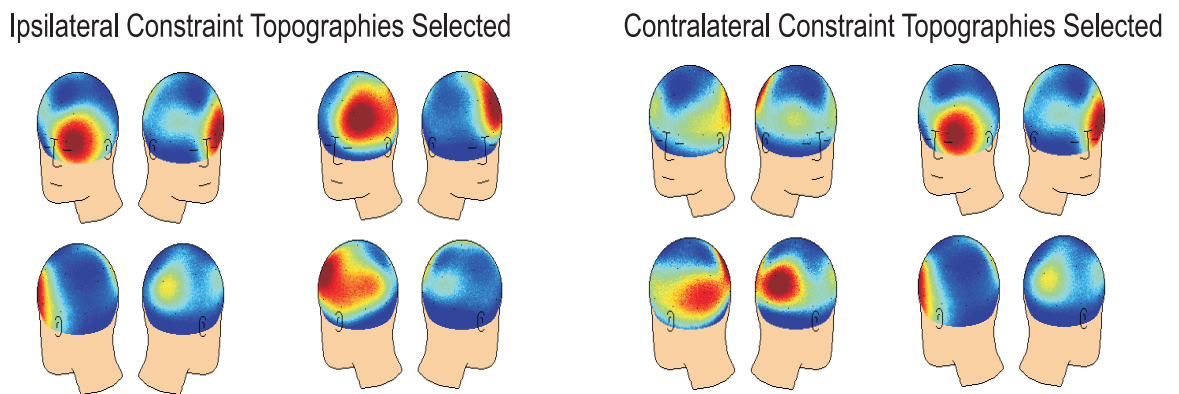 Ipsilateral Constraint Topographies Selected
Contralateral Constraint Topographies Selected